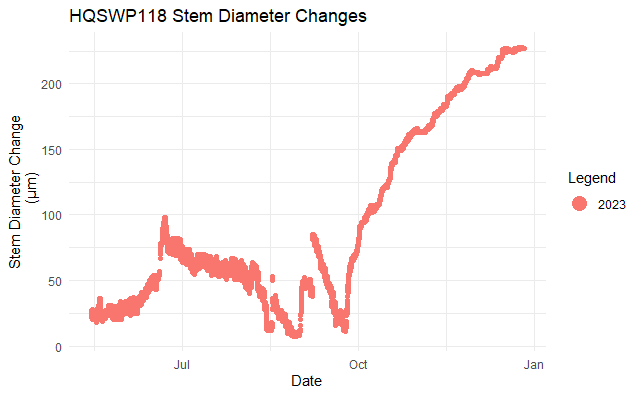 HQSWP118 Stem Diameter Changes
Stem Diameter Change
(µm)
200
150
100
50
0
Jul
Oct
Jan
Date
Legend
2023